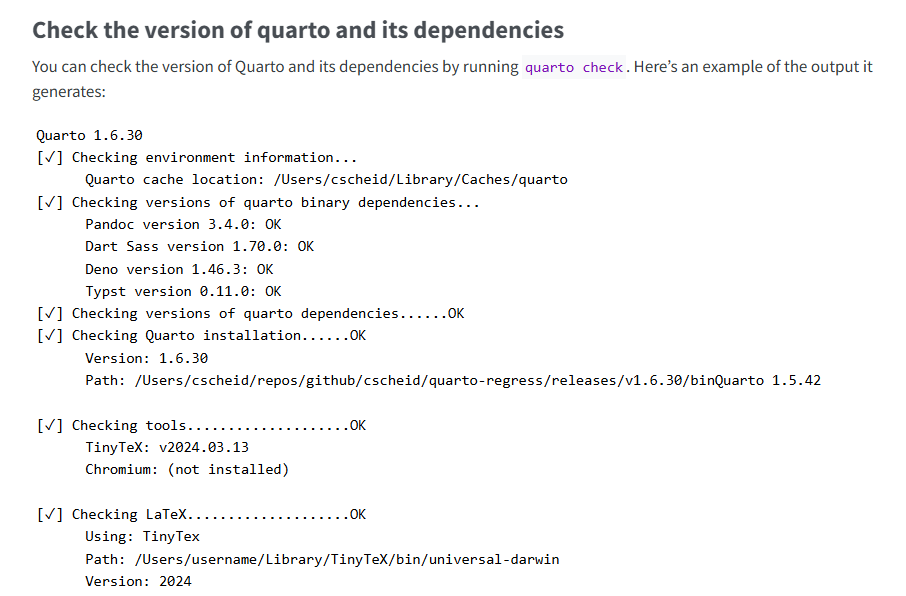 Check the version of quarto and its dependencies
You can check the version of Quarto and its dependencies by running quarto check. Here's an example of the output it
generates:
Quarto 1.6.30
[✓] Checking environment information...
      Quarto cache location: /Users/cscheid/Library/Caches/quarto
[✓] Checking versions of quarto binary dependencies...
      Pandoc version 3.4.0: OK
      Dart Sass version 1.70.0: OK
      Deno version 1.46.3: OK
      Typst version 0.11.0: OK
[✓] Checking versions of quarto dependencies......OK
[✓] Checking Quarto installation......OK
      Version: 1.6.30
      Path: /Users/cscheid/repos/github/cscheid/quarto-regress/releases/v1.6.30/binQuarto 1.5.42
[✓] Checking tools....................OK
      TinyTeX: v2024.03.13
      Chromium: (not installed)
[✓] Checking LaTeX....................OK
      Using: TinyTex
      Path: /Users/username/Library/TinyTeX/bin/universal-darwin
      Version: 2024